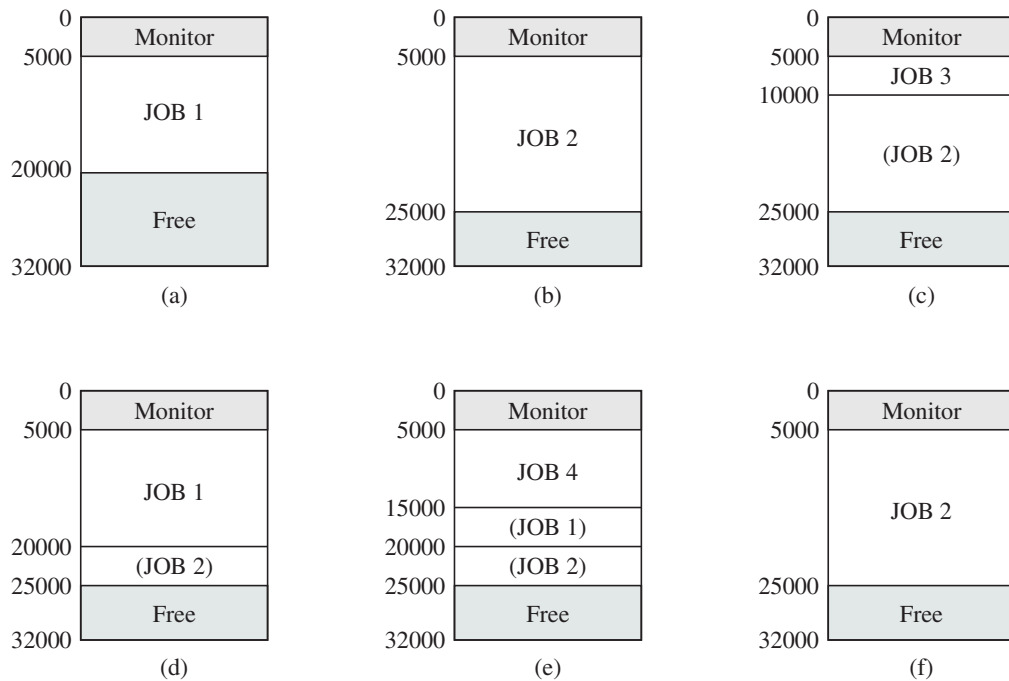 0
Monitor
5000
JOB 1
20000
Free
32000
(a)
0
Monitor
5000
JOB 2
25000
Free
32000
(b)
0
Monitor
5000
JOB 3
10000
(JOB 2)
25000
Free
32000
(c)
0
Monitor
5000
JOB 1
20000
(JOB 2)
25000
Free
32000
(d)
0
Monitor
5000
JOB 4
15000
(JOB 1)
20000
(JOB 2)
25000
Free
32000
(e)
0
Monitor
5000
JOB 2
25000
Free
32000
(f)